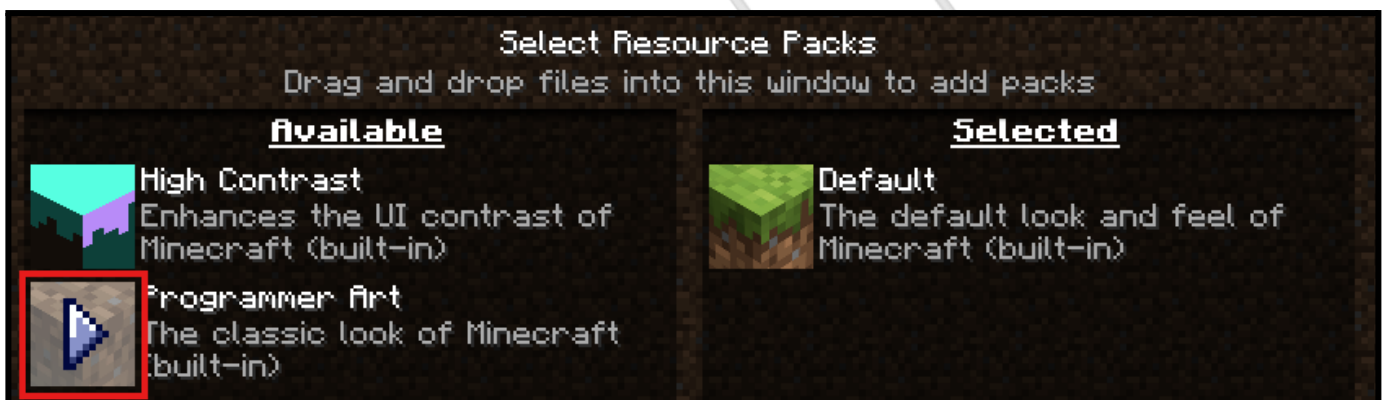 Select Resource Packs
Drag and drop files into this window to add packs
Available
High Contrast
Enhances the UI contrast of
Minecraft (built-in)
Programmer Art
The classic look of Minecraft
(built-in)
Selected
Default
The default look and feel of
Minecraft (built-in)